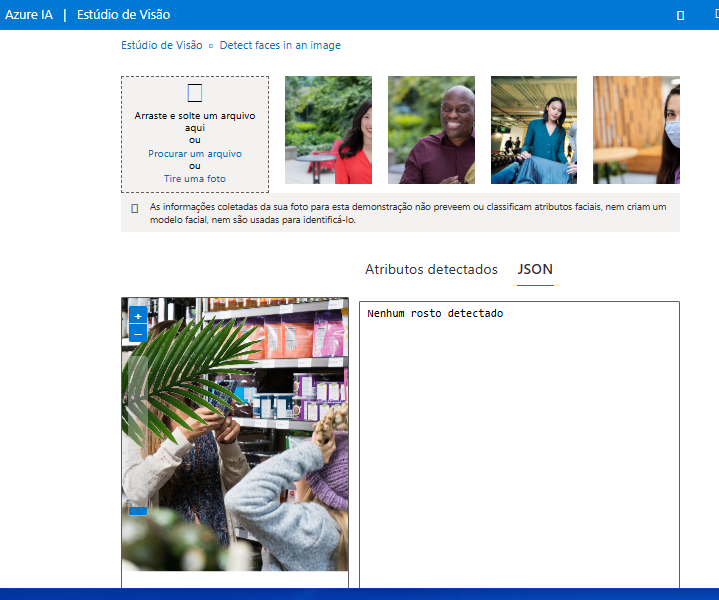 Azure IA | Estúdio de Visão
Estúdio de Visão Detect faces in an image
Arraste e solte um arquivo
aqui
ou
Procurar um arquivo
ou
Tire uma foto
As informações coletadas da sua foto para esta demonstração não preveem ou classificam atributos faciais, nem criam um
modelo facial, nem são usadas para identificá-lo.
Atributos detectados JSON
+
−
Nenhum rosto detectado